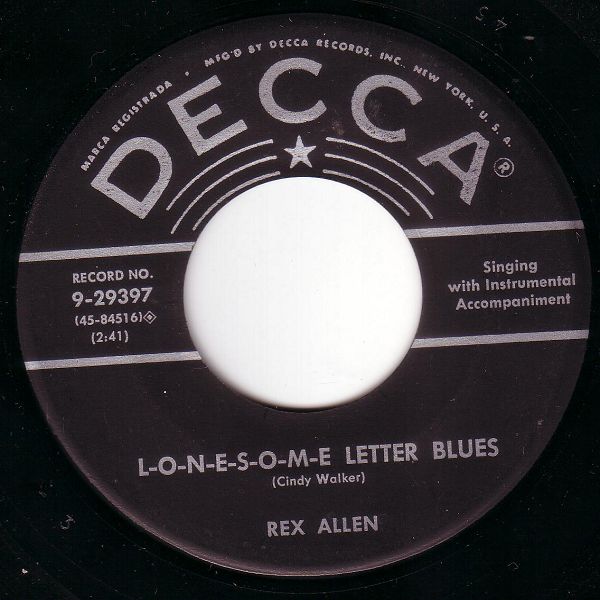 MARCA REGISTRADA • MFG'D BY DECCA RECORDS, INC. NEW YORK, U. S. A.
DECCA®
RECORD NO.
9-29397
(45-84516)
(2:41)
Singing
with Instrumental
Accompaniment
L-O-N-E-S-O-M-E LETTER BLUES
(Cindy Walker)
REX ALLEN